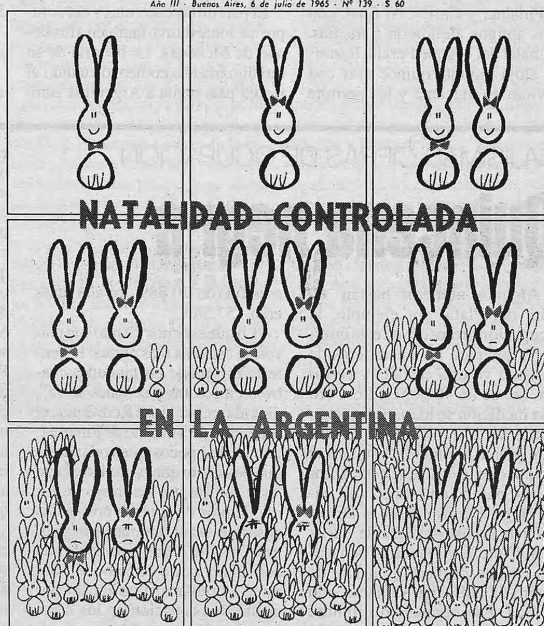 Año III - Buenos Aires, 6 de julio de 1965 - Nº 139 - $ 60
NATALIDAD CONTROLADA
EN LA ARGENTINA